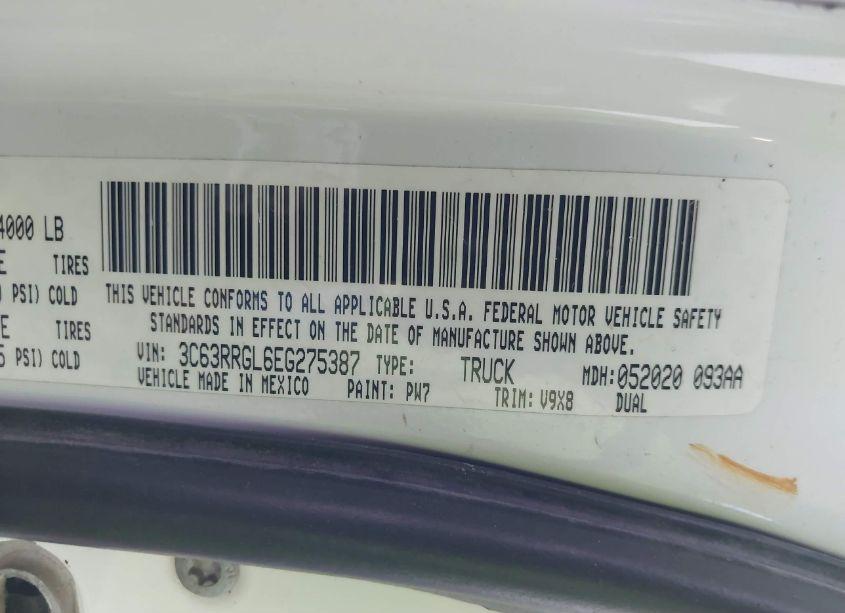 4000 LB
TIRES
PSI) COLD
TIRES
PSI) COLD
THIS VEHICLE CONFORMS TO ALL APPLICABLE U.S.A. FEDERAL MOTOR VEHICLE SAFETY
STANDARDS IN EFFECT ON THE DATE OF MANUFACTURE SHOWN ABOVE.
VIN: 3C63RRGL6EG275387 TYPE: TRUCK MDH: 052020 093AA
VEHICLE MADE IN MEXICO PAINT: PW7 TRIM: V9X8 DUAL